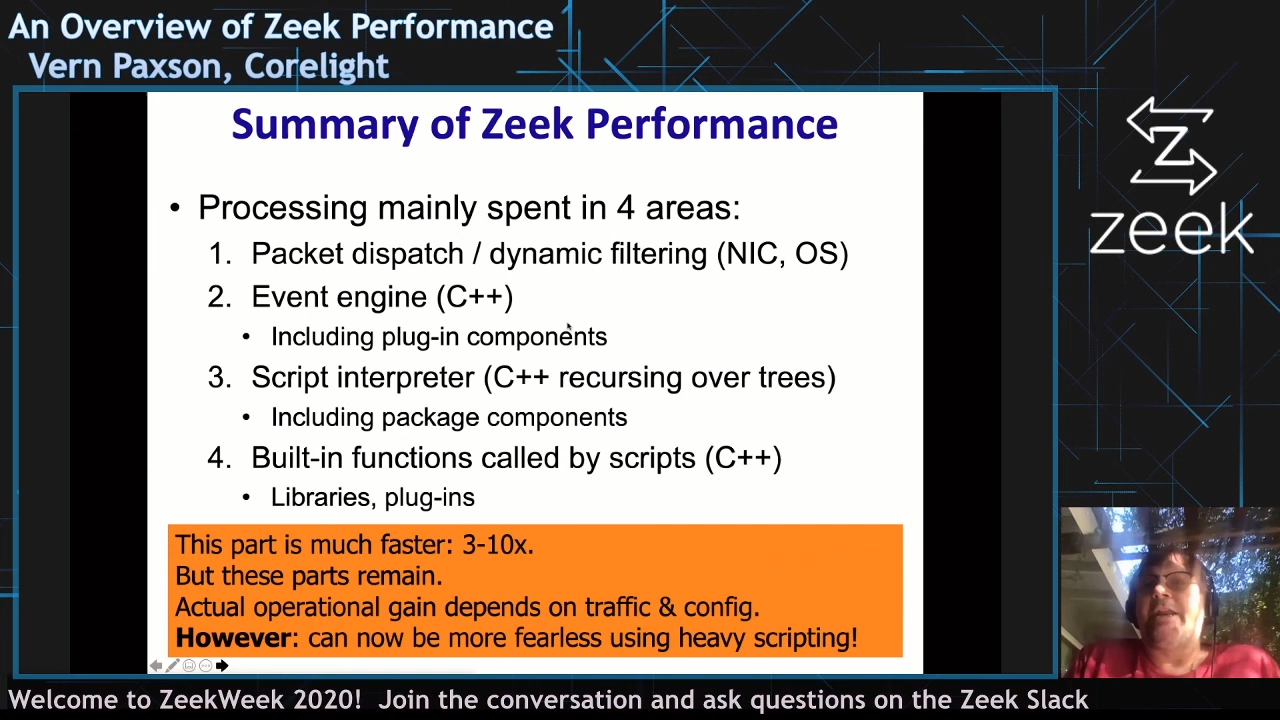 An Overview of Zeek Performance
Vern Paxson, Corelight
Summary of Zeek Performance
• Processing mainly spent in 4 areas:
1. Packet dispatch / dynamic filtering (NIC, OS)
2. Event engine (C++)
• Including plug-in components
3. Script interpreter (C++ recursing over trees)
• Including package components
4. Built-in functions called by scripts (C++)
• Libraries, plug-ins
This part is much faster: 3-10x.
But these parts remain.
Actual operational gain depends on traffic & config.
However: can now be more fearless using heavy scripting!
Z
zeek
Welcome to ZeekWeek 2020! Join the conversation and ask questions on the Zeek Slack